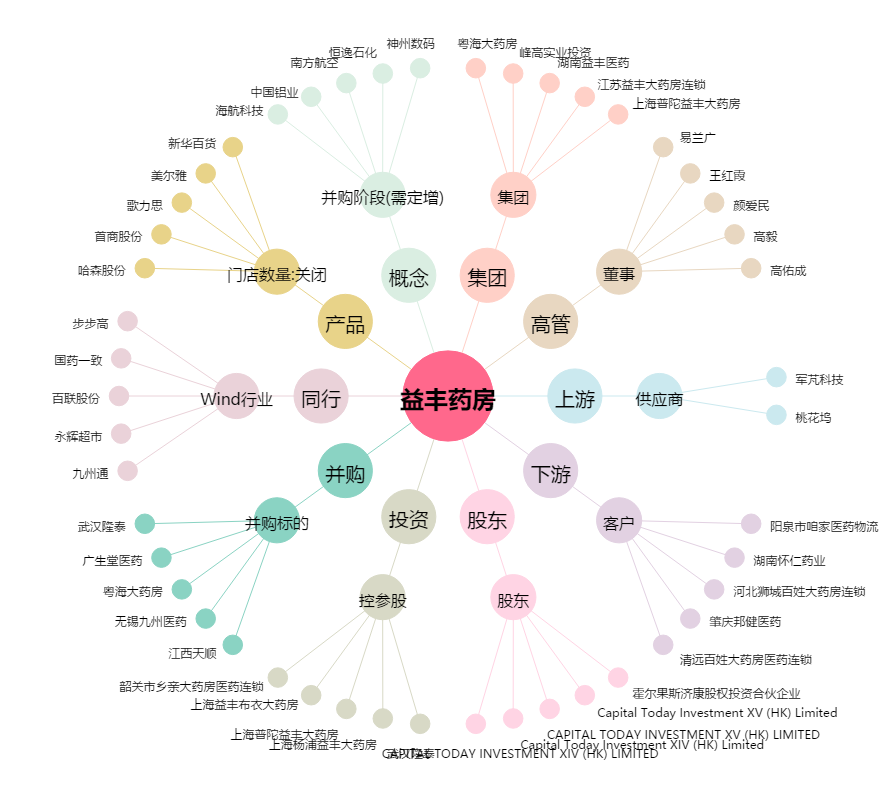 神州数码
恒逸石化
南方航空
中国铝业
海航科技
并购阶段(需定增)
概念
粤海大药房
峰高实业投资
湖南益丰医药
江苏益丰大药房连锁
上海普陀益丰大药房
集团
集团
新华百货
美尔雅
歌力思
首商股份
哈森股份
门店数量:关闭
产品
易兰广
王红霞
颜爱民
高毅
高佑成
董事
高管
步步高
国药一致
百联股份
永辉超市
九州通
Wind行业
同行
益丰药房
上游
供应商
军芃科技
桃花坞
并购
并购标的
武汉隆泰
广生堂医药
粤海大药房
无锡九州医药
江西天顺
下游
客户
阳泉市咱家医药物流
湖南怀仁药业
河北狮城百姓大药房连锁
肇庆邦健医药
清远百姓大药房医药连锁
投资
控参股
韶关市乡亲大药房医药连锁
上海益丰布衣大药房
上海普陀益丰大药房
上海杨浦益丰大药房
武汉隆泰
股东
股东
霍尔果斯济康股权投资合伙企业
Capital Today Investment XV (HK) Limited
CAPITAL TODAY INVESTMENT XV (HK) LIMITED
Capital Today Investment XIV (HK) Limited
CAPITAL TODAY INVESTMENT XIV (HK) LIMITED